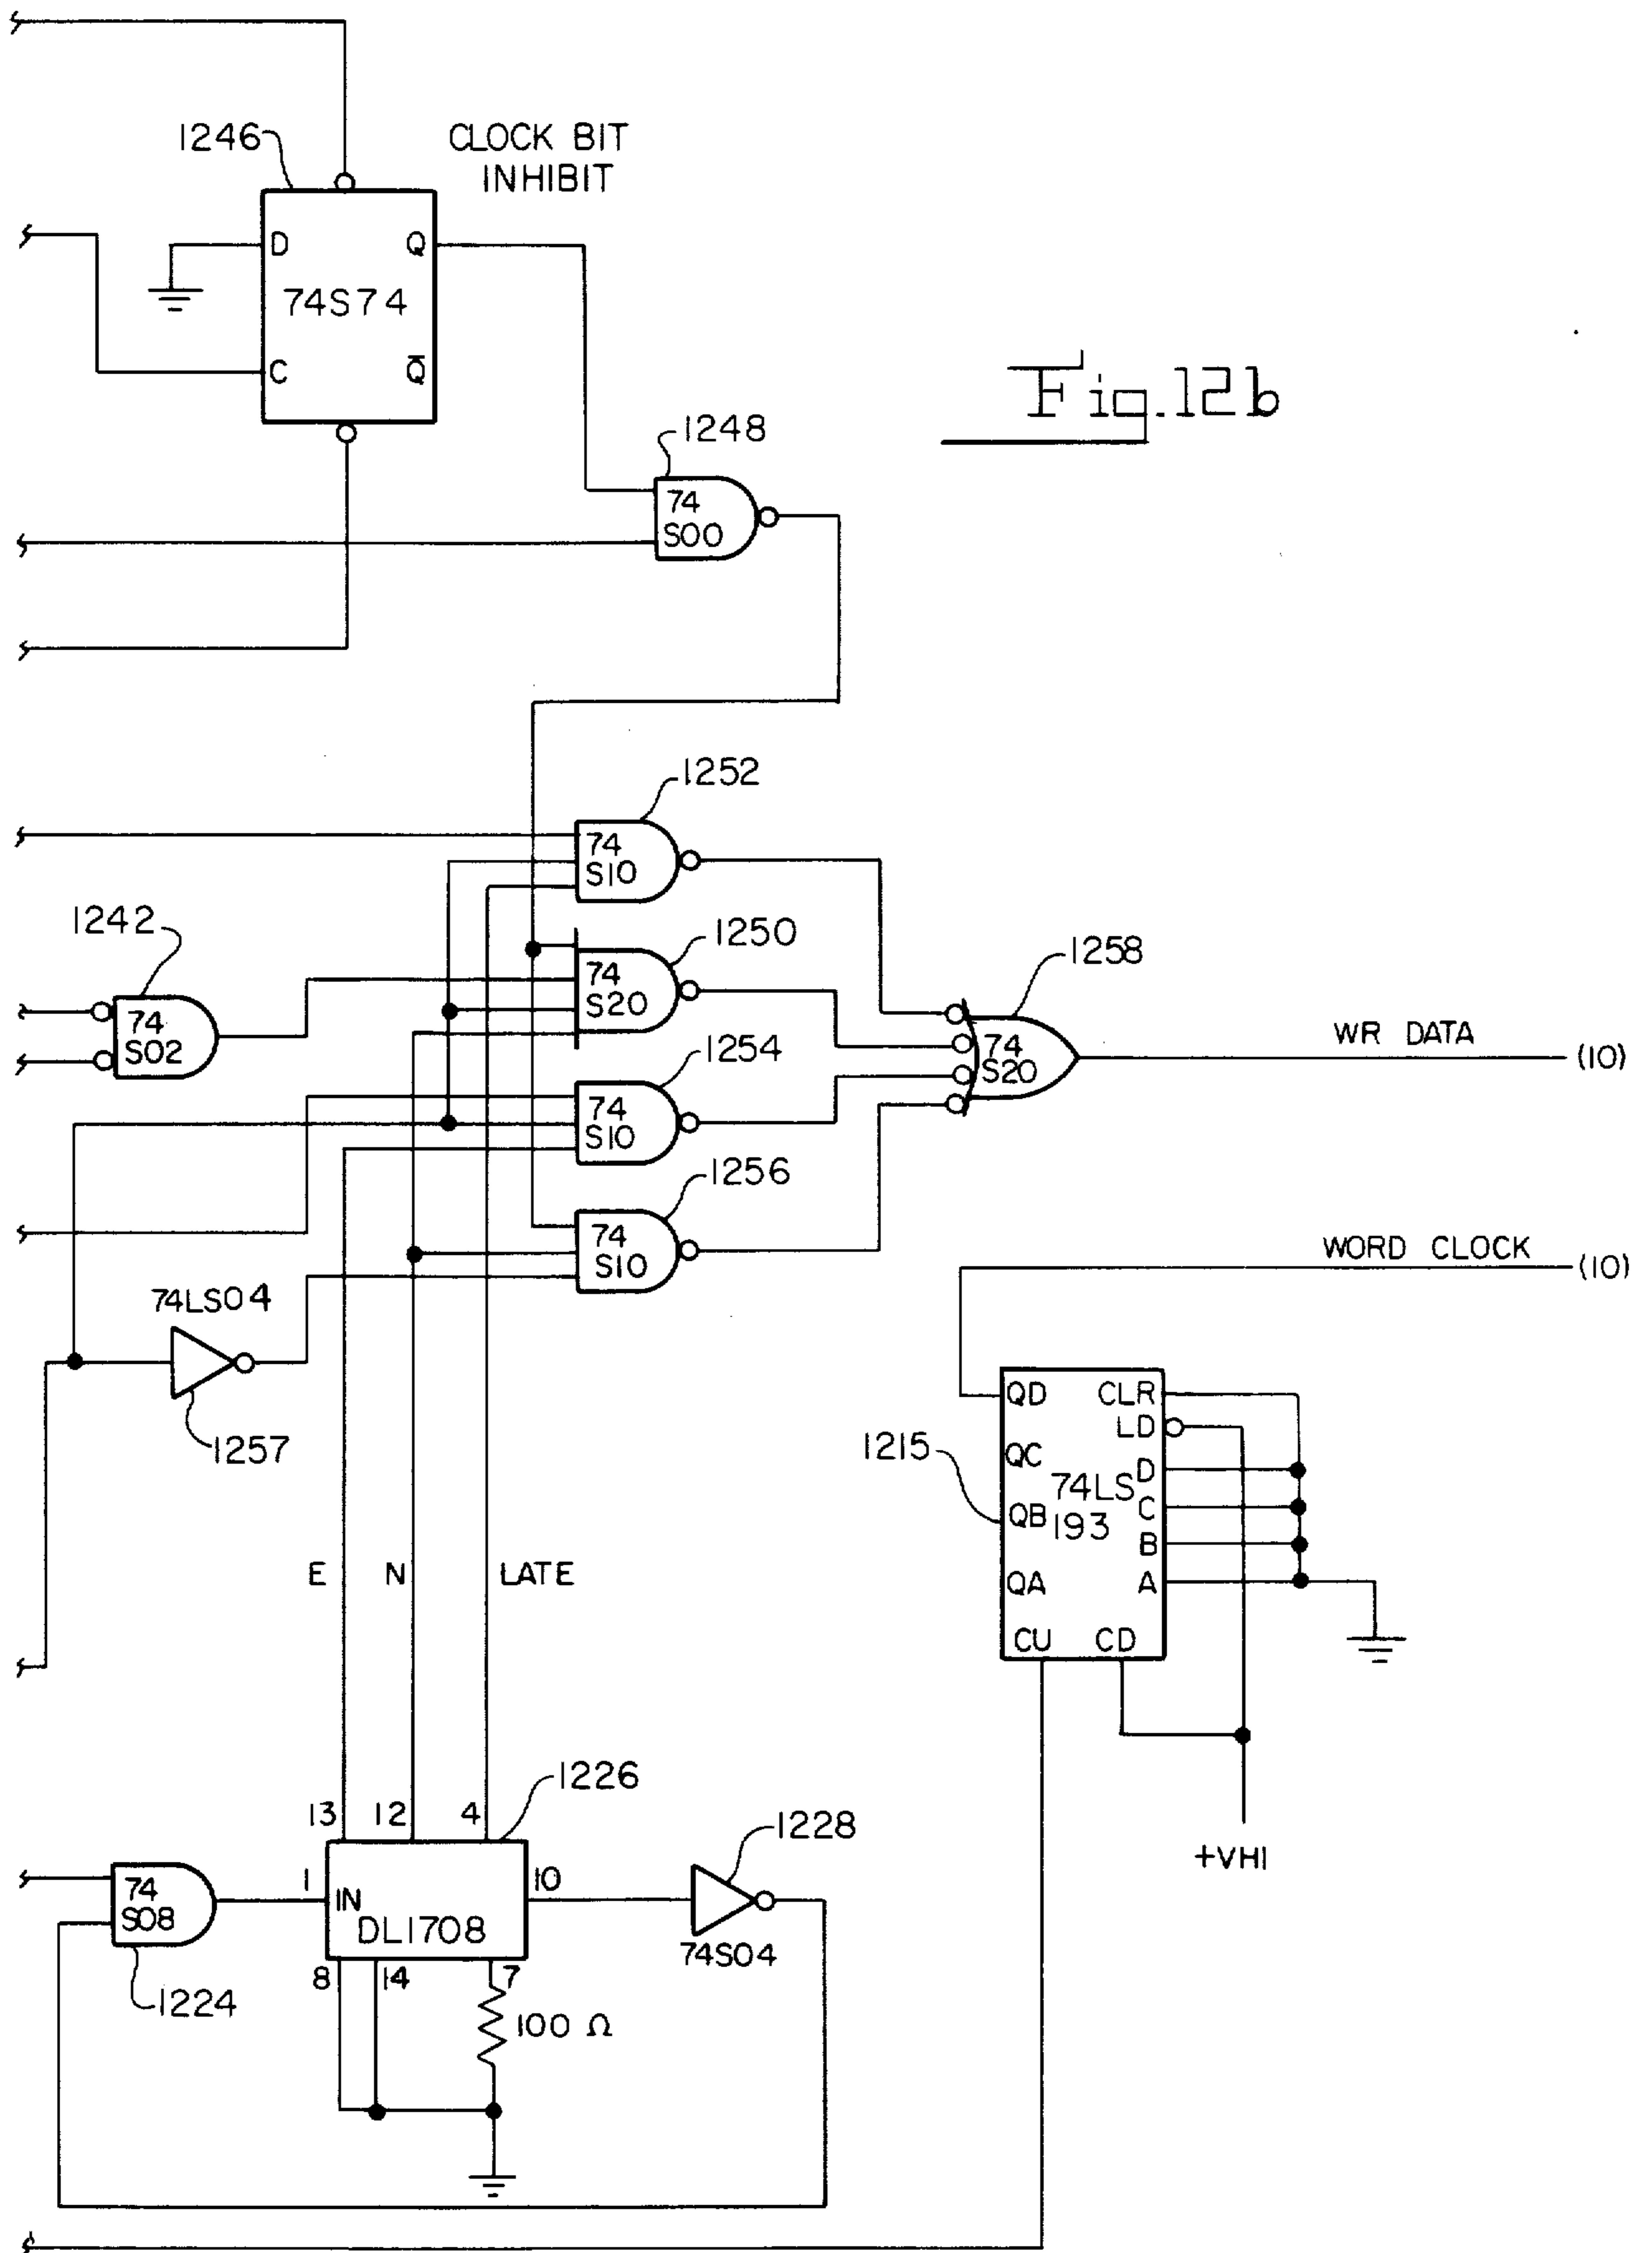 1246
CLOCK BIT
INHIBIT
D
Q
74S74
C
Q̅
Fig. 12b
1248
74
S00
1252
74
S10
1242
1250
74
S20
1258
74
S02
74
S20
WR DATA
(10)
1254
74
S10
1256
74
S10
WORD CLOCK
(10)
74LS04
1257
QD
CLR
LD
1215
QC
D
74LS
193
QB
C
B
QA
A
CU
CD
E
N
LATE
+VHI
13
12
4
1226
1228
74
S08
1
IN
10
DL1708
74S04
8
14
7
1224
100 Ω